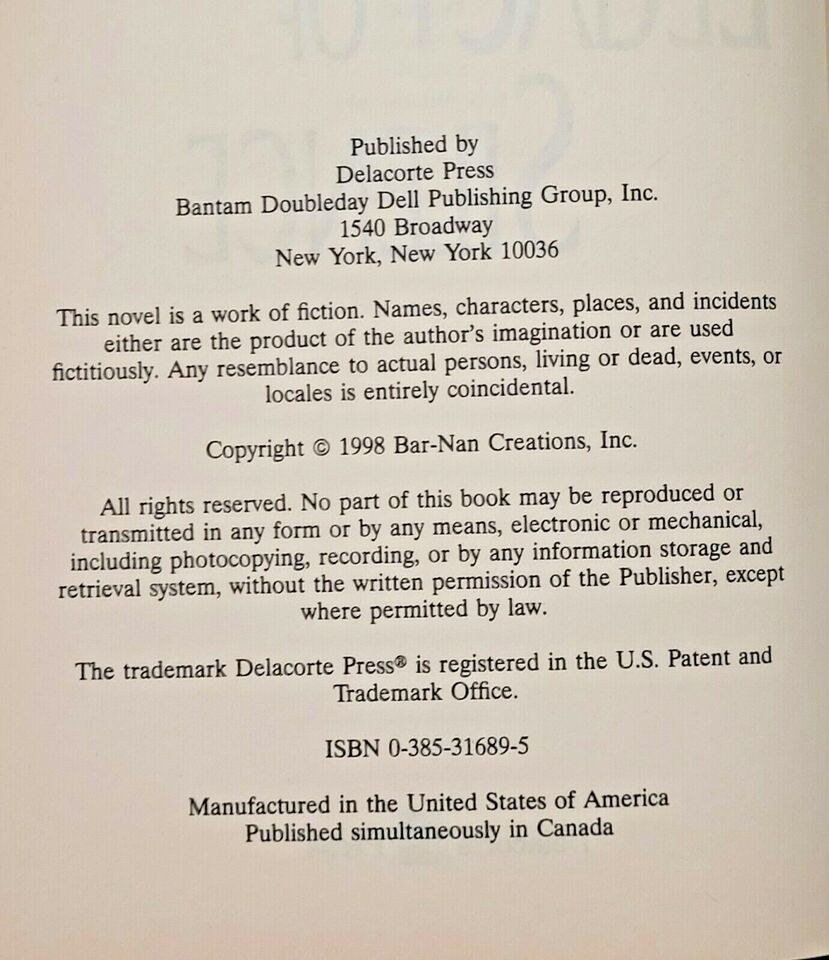 Published by
Delacorte Press
Bantam Doubleday Dell Publishing Group, Inc.
1540 Broadway
New York, New York 10036
This novel is a work of fiction. Names, characters, places, and incidents
either are the product of the author's imagination or are used
fictitiously. Any resemblance to actual persons, living or dead, events, or
locales is entirely coincidental.
Copyright © 1998 Bar-Nan Creations, Inc.
All rights reserved. No part of this book may be reproduced or
transmitted in any form or by any means, electronic or mechanical,
including photocopying, recording, or by any information storage and
retrieval system, without the written permission of the Publisher, except
where permitted by law.
The trademark Delacorte Press® is registered in the U.S. Patent and
Trademark Office.
ISBN 0-385-31689-5
Manufactured in the United States of America
Published simultaneously in Canada